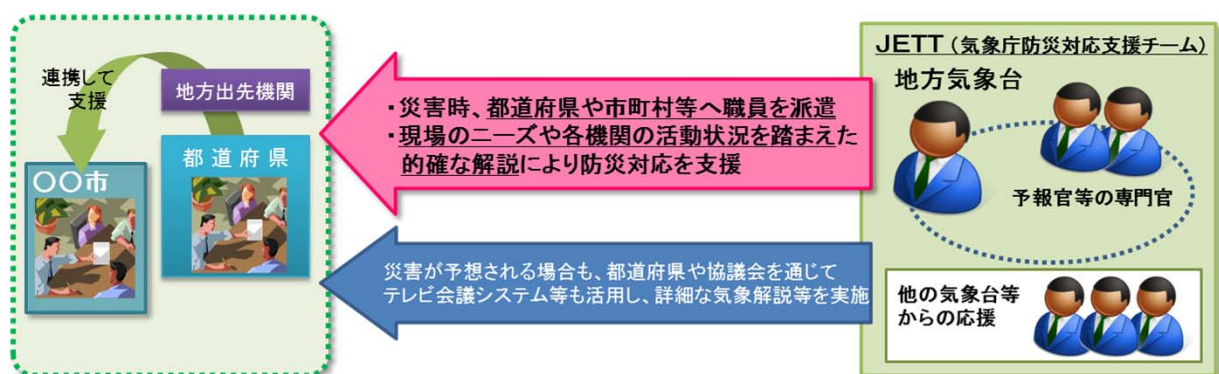 連携して
支援
地方出先機関
都道府県
〇〇市
・災害時、都道府県や市町村等へ職員を派遣
・現場のニーズや各機関の活動状況を踏まえた
的確な解説により防災対応を支援
災害が予想される場合も、都道府県や協議会を通じて
テレビ会議システム等も活用し、詳細な気象解説等を実施
JETT(気象庁防災対応支援チーム)
地方気象台
予報官等の専門官
他の気象台等
からの応援